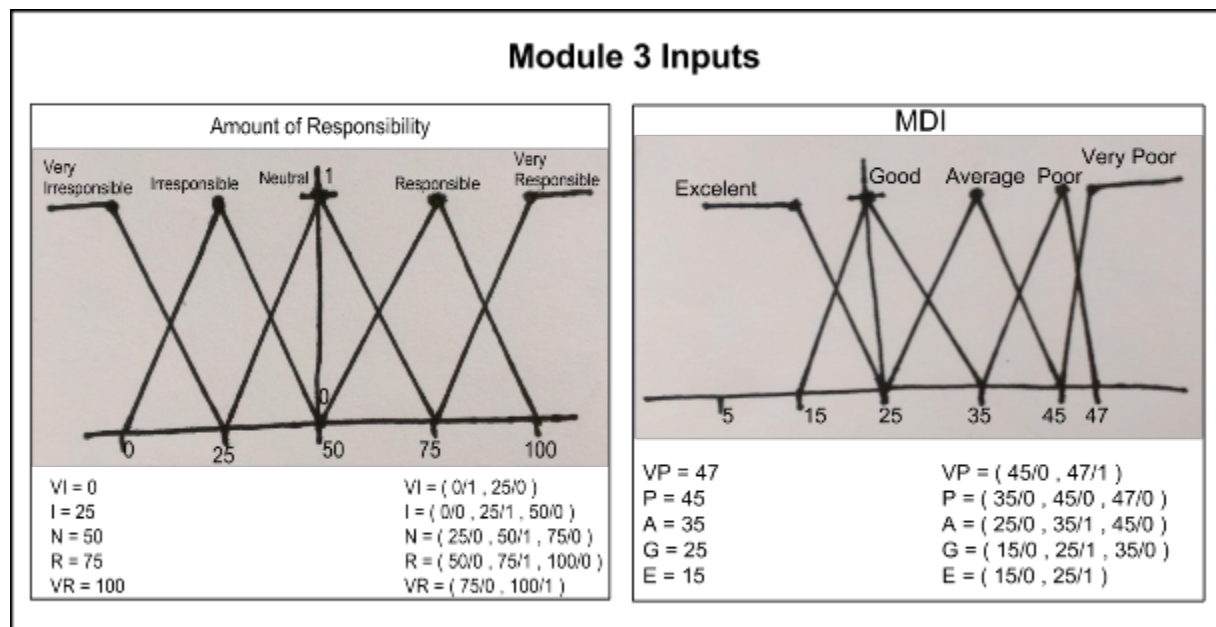 Module 3 Inputs
Amount of Responsibility
Very
Irresponsible
Irresponsible
Neutral
1
Responsible
Very
Responsible
0
0
25
50
75
100
VI = 0
I = 25
N = 50
R = 75
VR = 100
VI = ( 0/1 , 25/0 )
I = ( 0/0 , 25/1 , 50/0 )
N = ( 25/0 , 50/1 , 75/0 )
R = ( 50/0 , 75/1 , 100/0 )
VR = ( 75/0 , 100/1 )
MDI
Excelent
Good
Average
Poor
Very Poor
5
15
25
35
45
47
VP = 47
P = 45
A = 35
G = 25
E = 15
VP = ( 45/0 , 47/1 )
P = ( 35/0 , 45/0 , 47/0 )
A = ( 25/0 , 35/1 , 45/0 )
G = ( 15/0 , 25/1 , 35/0 )
E = ( 15/0 , 25/1 )